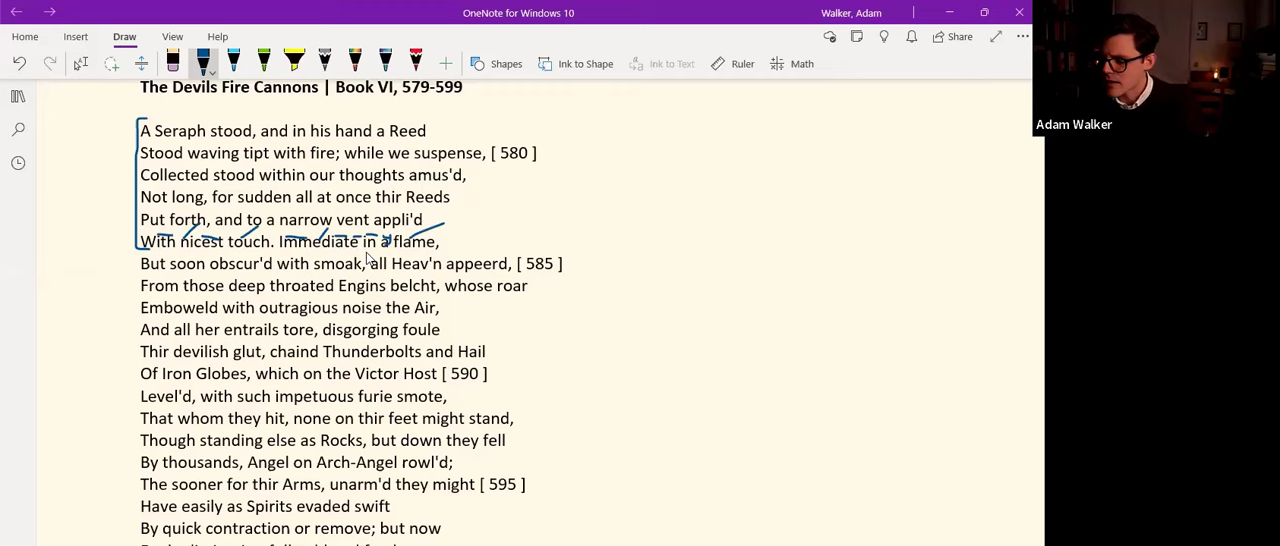 OneNote for Windows 10
Walker, Adam
Home Insert Draw View Help
Share
Shapes Ink to Shape Ink to Text Ruler Math
Adam Walker
The Devils Fire Cannons | Book VI, 579-599
A Seraph stood, and in his hand a Reed
Stood waving tipt with fire; while we suspense, [ 580 ]
Collected stood within our thoughts amus'd,
Not long, for sudden all at once thir Reeds
Put forth, and to a narrow vent appli'd
With nicest touch. Immediate in a flame,
But soon obscur'd with smoak, all Heav'n appeerd, [ 585 ]
From those deep throated Engins belcht, whose roar
Emboweld with outragious noise the Air,
And all her entrails tore, disgorging foule
Thir devilish glut, chaind Thunderbolts and Hail
Of Iron Globes, which on the Victor Host [ 590 ]
Level'd, with such impetuous furie smote,
That whom they hit, none on thir feet might stand,
Though standing else as Rocks, but down they fell
By thousands, Angel on Arch-Angel rowl'd;
The sooner for thir Arms, unarm'd they might [ 595 ]
Have easily as Spirits evaded swift
By quick contraction or remove; but now